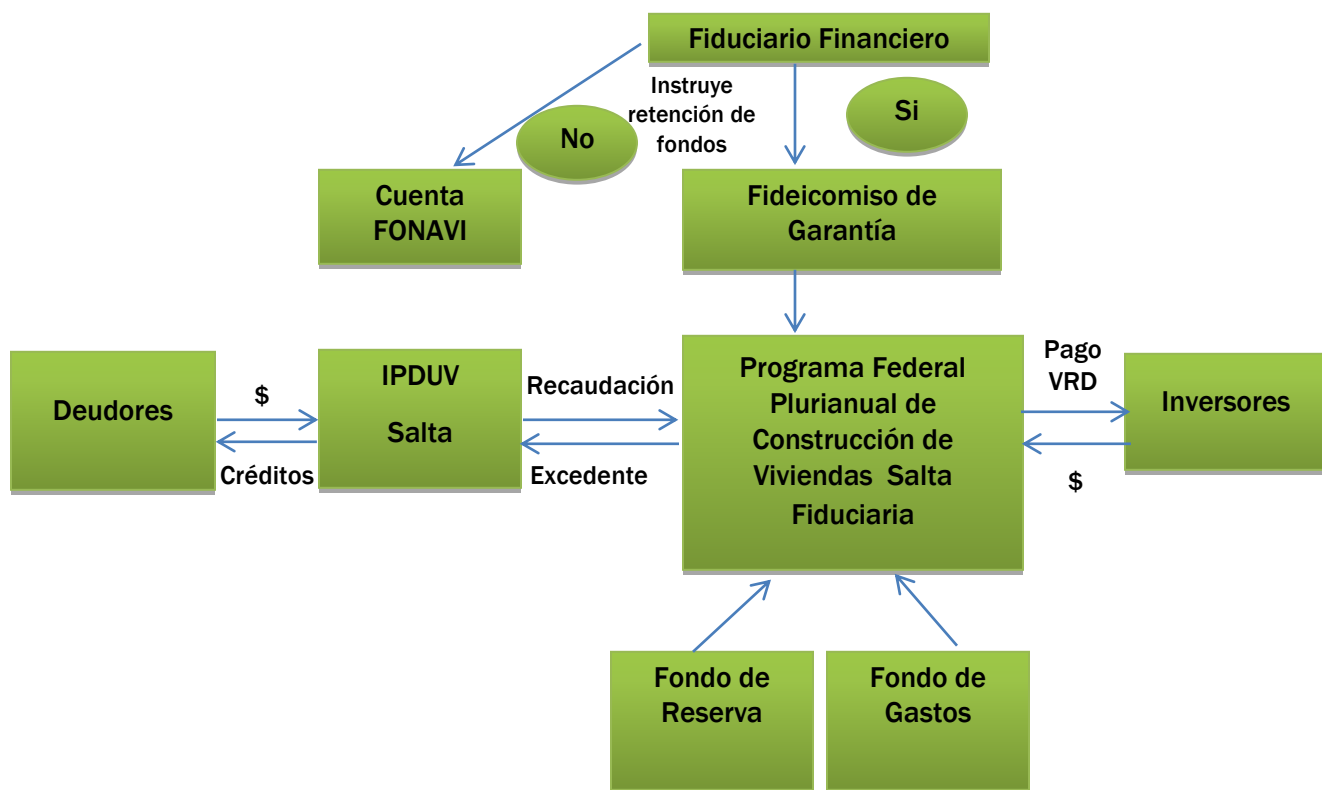 Fiduciario Financiero
Instruye
retención de
fondos
No
Si
Cuenta
FONAVI
Fideicomiso de
Garantía
Deudores
$
Créditos
IPDUV
Salta
Recaudación
Excedente
Programa Federal
Plurianual de
Construcción de
Viviendas Salta
Fiduciaria
Pago
VRD
$
Inversores
Fondo de
Reserva
Fondo de
Gastos